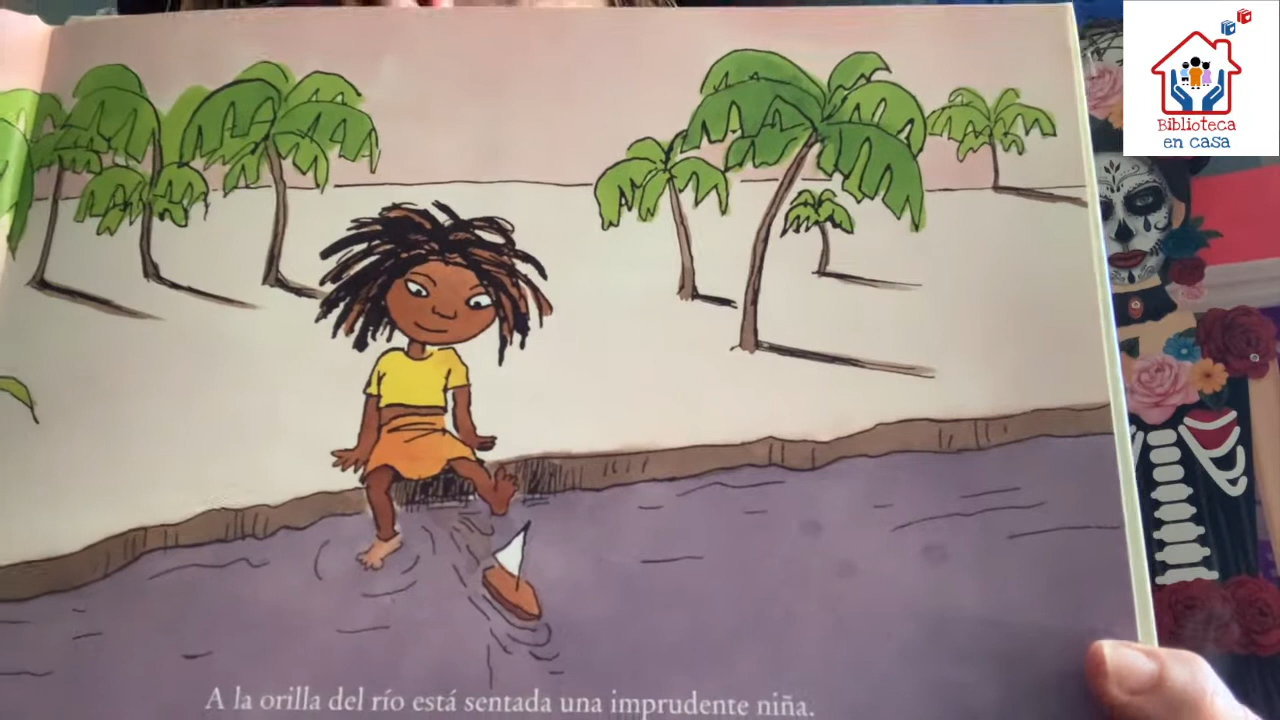 Biblioteca
en casa
A la orilla del río está sentada una imprudente niña.